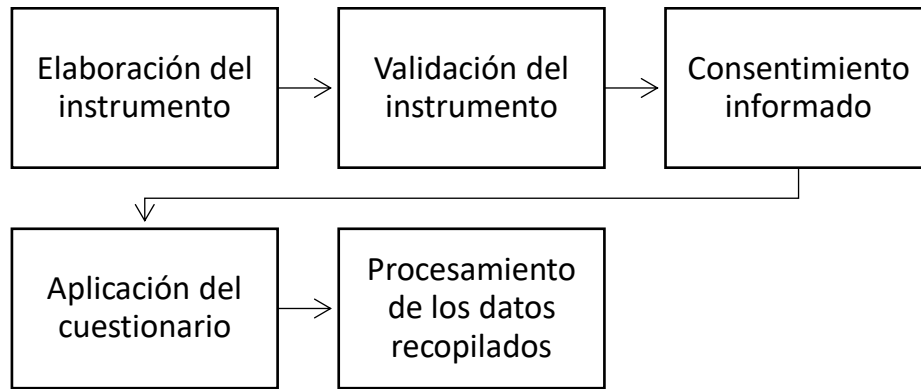 Elaboración del
instrumento
Validación del
instrumento
Consentimiento
informado
Aplicación del
cuestionario
Procesamiento
de los datos
recopilados